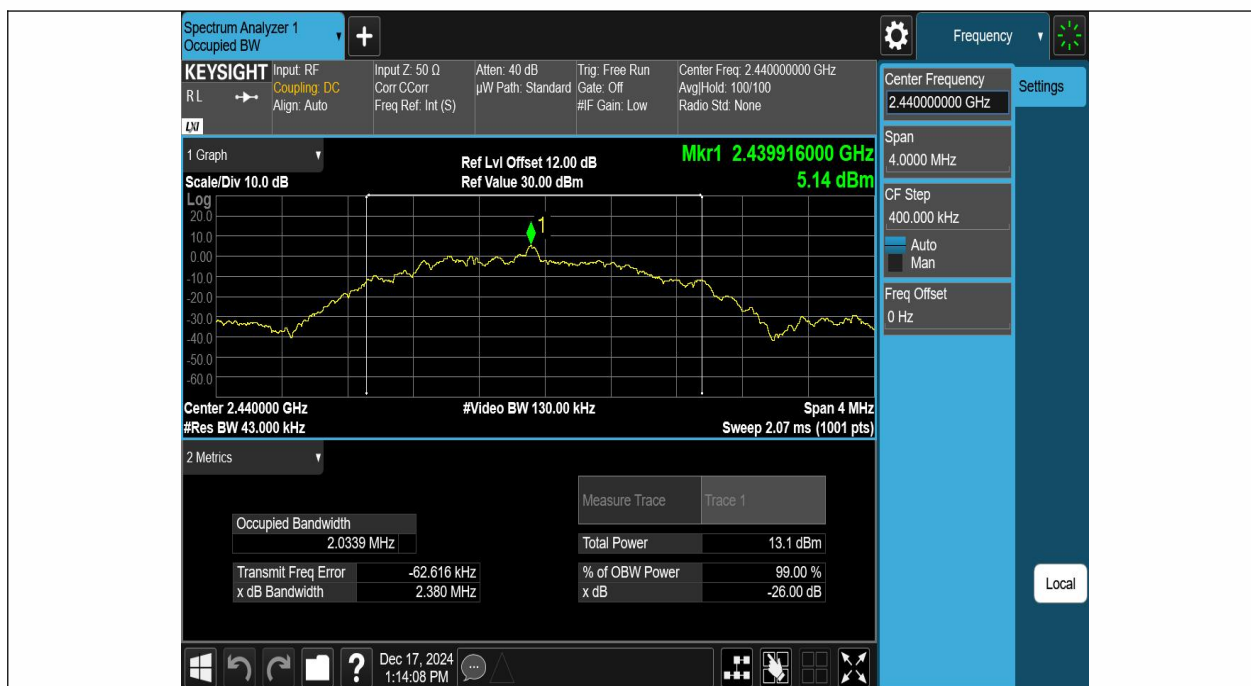 Spectrum Analyzer 1
Occupied BW
+
Frequency
KEYSIGHT
RL
LXI
Input: RF
Coupling: DC
Align: Auto
Input Z: 50 Ω
Corr CCorr
Freq Ref: Int (S)
Atten: 40 dB
µW Path: Standard
Trig: Free Run
Gate: Off
#IF Gain: Low
Center Freq: 2.440000000 GHz
Avg|Hold: 100/100
Radio Std: None
Center Frequency
2.440000000 GHz
Settings
Span
4.0000 MHz
CF Step
400.000 kHz
Auto
Man
Freq Offset
0 Hz
Local
1 Graph
Scale/Div 10.0 dB
Ref Lvl Offset 12.00 dB
Ref Value 30.00 dBm
Mkr1 2.439916000 GHz
5.14 dBm
Log
20.0
10.0
0.00
-10.0
-20.0
-30.0
-40.0
-50.0
-60.0
1
Center 2.440000 GHz
#Video BW 130.00 kHz
Span 4 MHz
#Res BW 43.000 kHz
Sweep 2.07 ms (1001 pts)
2 Metrics
Measure Trace Trace 1
Occupied Bandwidth
2.0339 MHz
Total Power 13.1 dBm
Transmit Freq Error -62.616 kHz
% of OBW Power 99.00 %
x dB Bandwidth 2.380 MHz
x dB -26.00 dB
?
Dec 17, 2024
1:14:08 PM